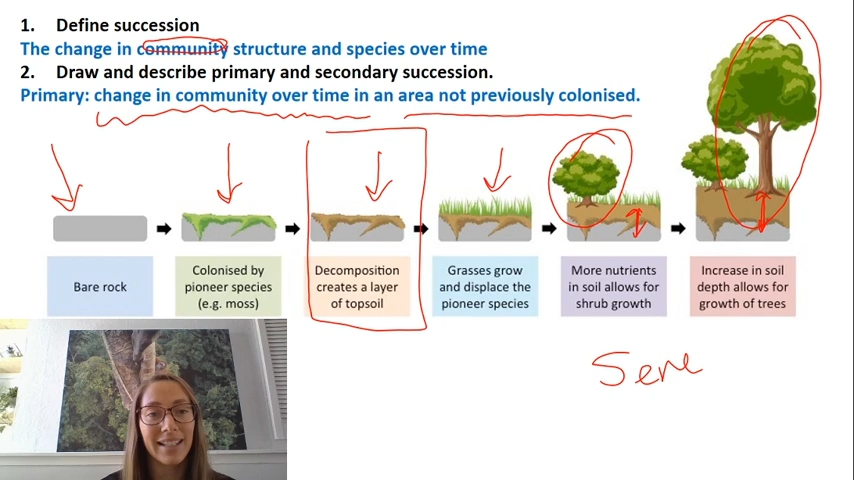 1. Define succession
The change in community structure and species over time
2. Draw and describe primary and secondary succession.
Primary: change in community over time in an area not previously colonised.
Bare rock
Colonised by
pioneer species
(e.g. moss)
Decomposition
creates a layer
of topsoil
Grasses grow
and displace the
pioneer species
More nutrients
in soil allows for
shrub growth
Increase in soil
depth allows for
growth of trees
Sere